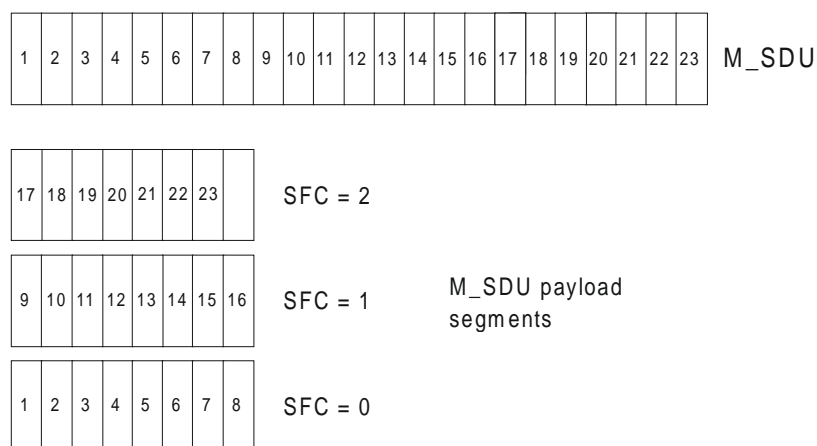 1 2 3 4 5 6 7 8 9 10 11 12 13 14 15 16 17 18 19 20 21 22 23 M_SDU
17 18 19 20 21 22 23 SFC = 2
9 10 11 12 13 14 15 16 SFC = 1
M_SDU payload
segments
1 2 3 4 5 6 7 8 SFC = 0